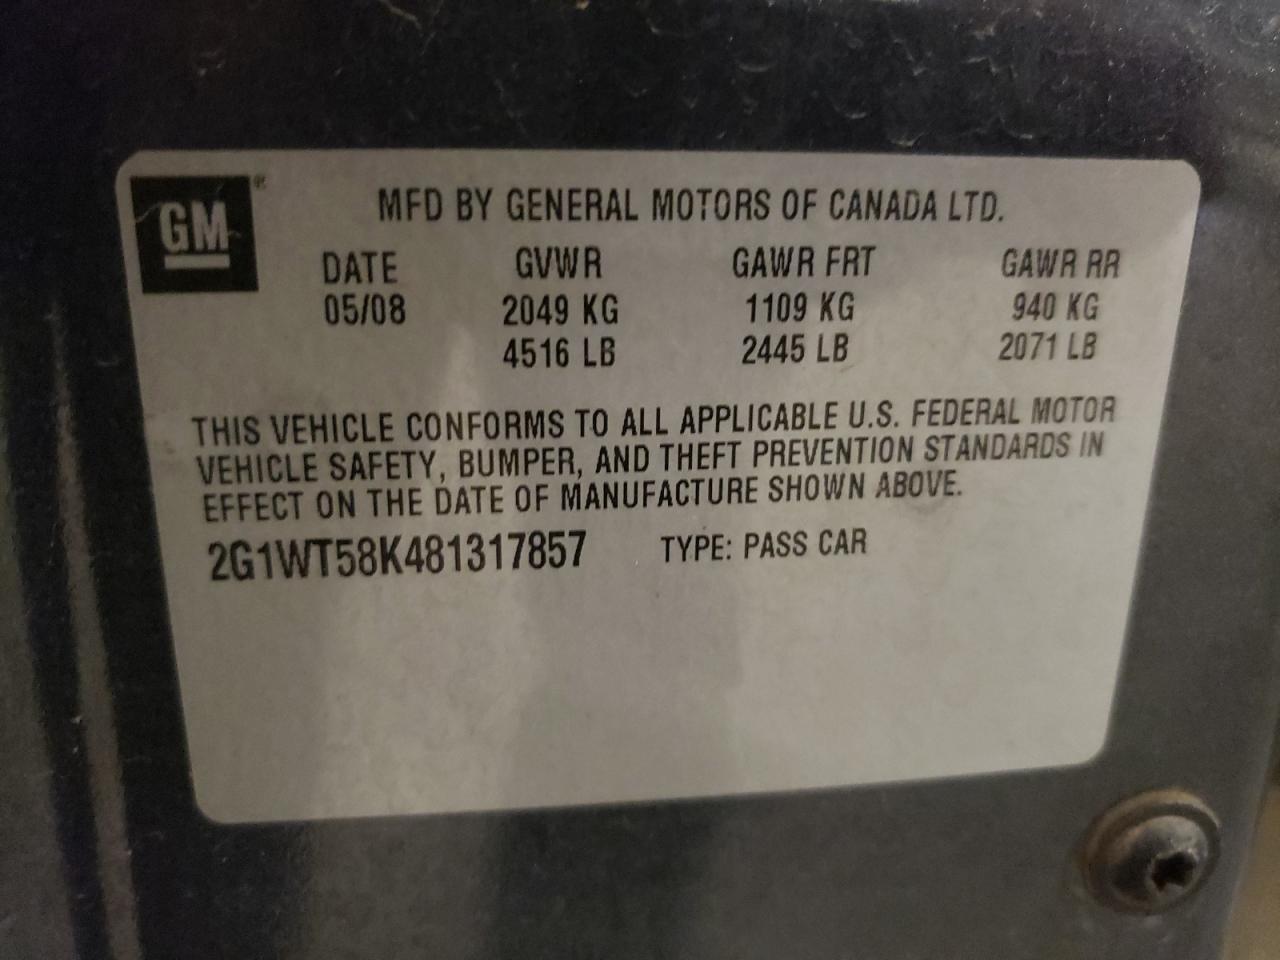 GM®
MFD BY GENERAL MOTORS OF CANADA LTD.
DATE GVWR GAWR FRT GAWR RR
05/08 2049 KG 1109 KG 940 KG
4516 LB 2445 LB 2071 LB
THIS VEHICLE CONFORMS TO ALL APPLICABLE U.S. FEDERAL MOTOR
VEHICLE SAFETY, BUMPER, AND THEFT PREVENTION STANDARDS IN
EFFECT ON THE DATE OF MANUFACTURE SHOWN ABOVE.
2G1WT58K481317857 TYPE: PASS CAR